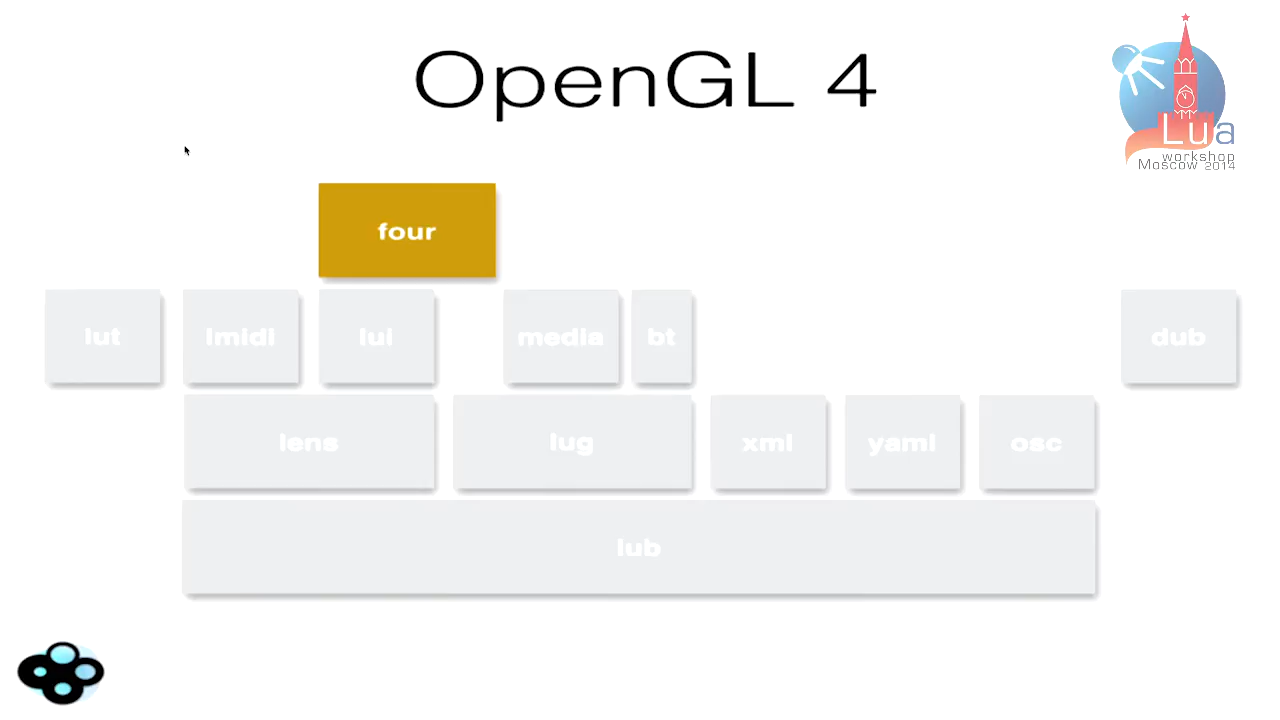 OpenGL 4
Lua
workshop
Moscow 2014
four
lut lmidi lui media bt dub
lens lug xml yaml osc
lub